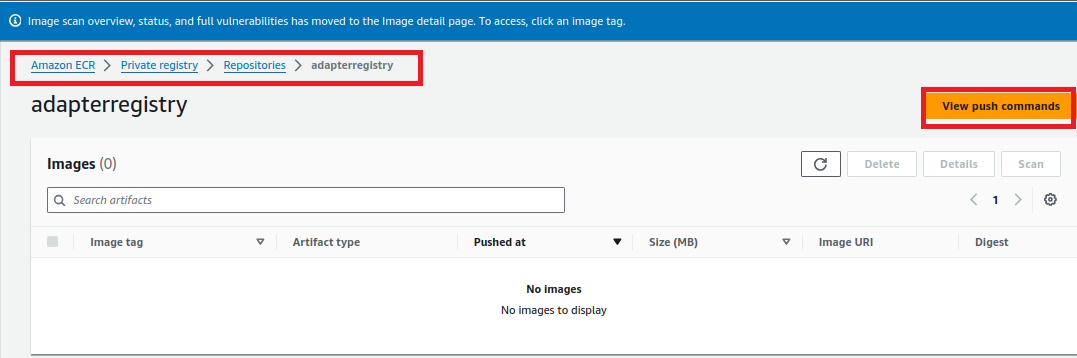 Image scan overview, status, and full vulnerabilities has moved to the Image detail page. To access, click an image tag.
Amazon ECR > Private registry > Repositories > adapterregistry
adapterregistry
View push commands
Images (0)
Delete
Details
Scan
Search artifacts
1
Image tag
Artifact type
Pushed at
Size (MB)
Image URI
Digest
No images
No images to display